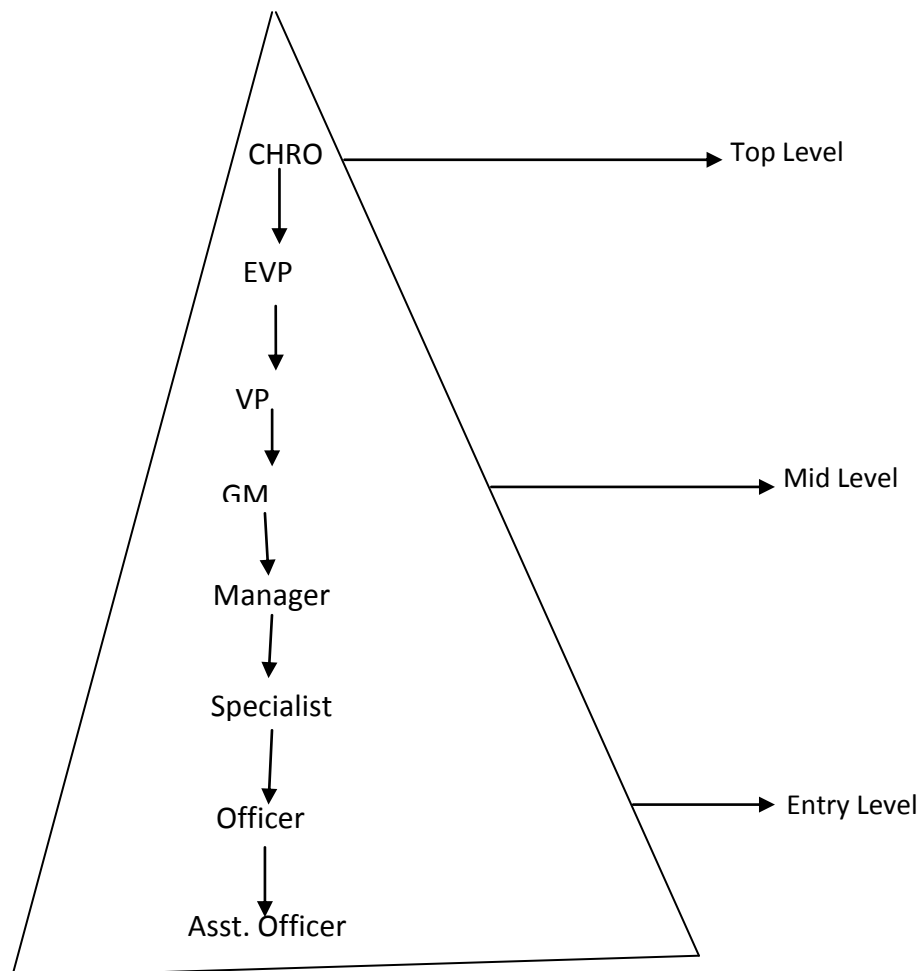 CHRO
Top Level
EVP
VP
Mid Level
GM
Manager
Specialist
Officer
Entry Level
Asst. Officer